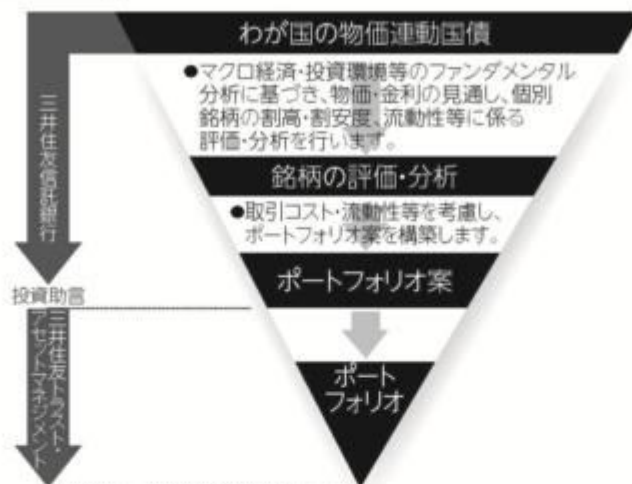 わが国の物価連動国債
●マクロ経済・投資環境等のファンダメンタル
分析に基づき、物価・金利の見通し、個別
銘柄の割高・割安度、流動性等に係る
評価・分析を行います。
銘柄の評価・分析
●取引コスト・流動性等を考慮し、
ポートフォリオ案を構築します。
ポートフォリオ案
ポート
フォリオ
三井住友信託銀行
投資助言
三井住友トラスト・
アセットマネジメント